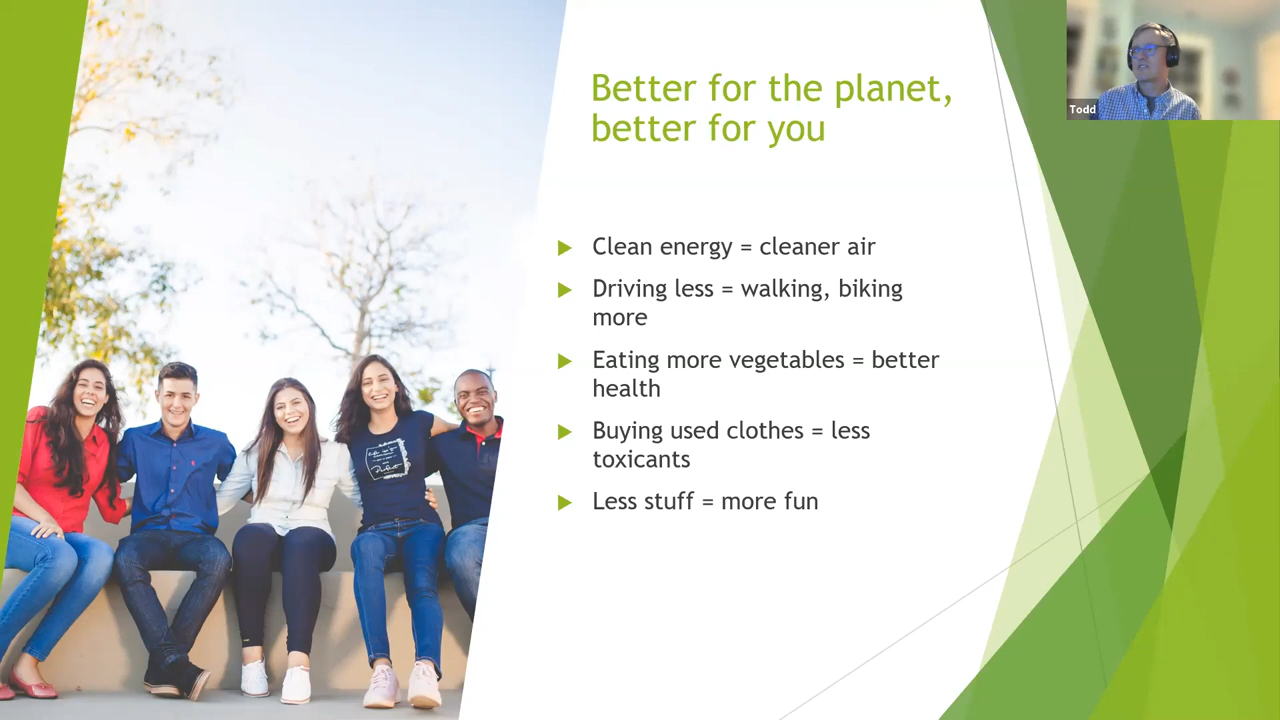 Better for the planet,
better for you
Todd
Clean energy = cleaner air
Driving less = walking, biking
more
Eating more vegetables = better
health
Buying used clothes = less
toxicants
Less stuff = more fun